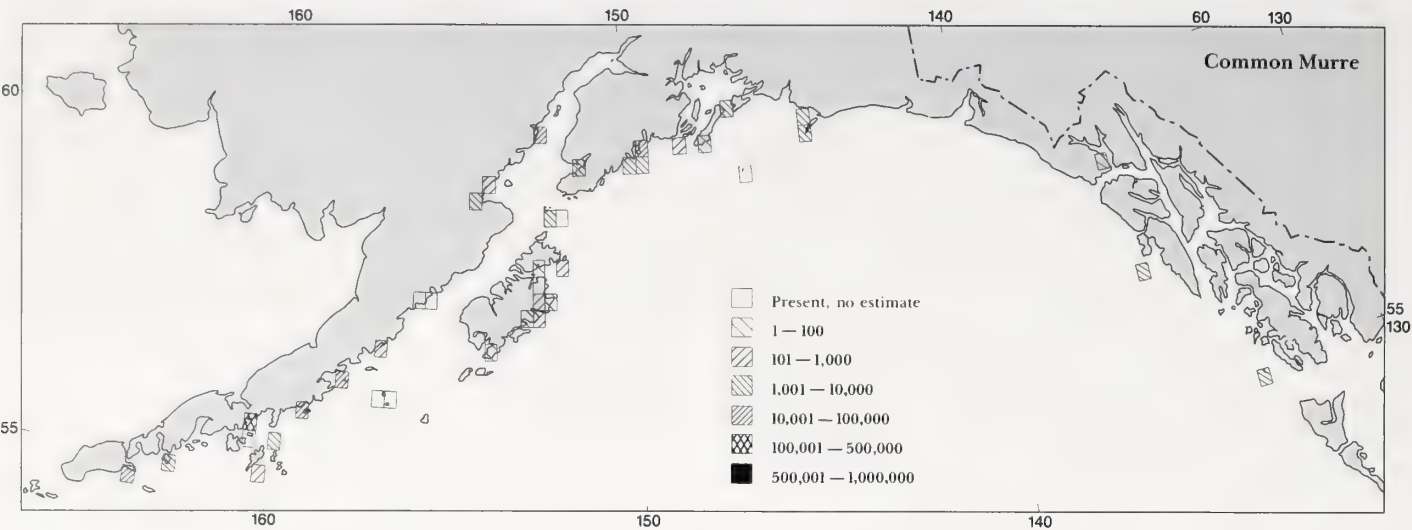 160 150 140 60 130
Common Murre
60
55
130
55
Present, no estimate
1 — 100
101 — 1,000
1,001 — 10,000
10,001 — 100,000
100,001 — 500,000
500,001 — 1,000,000
160 150 140